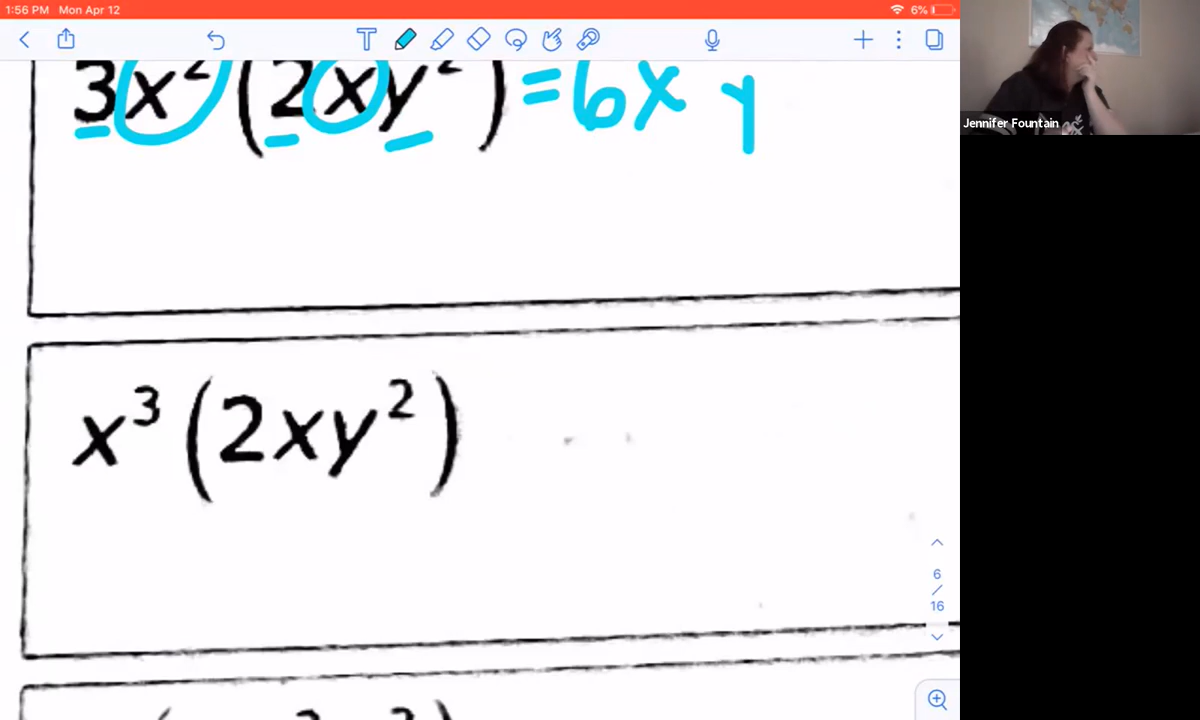 1:56 PM Mon Apr 12
6%
3x² (2xy²) = 6x y
Jennifer Fountain
x³ (2xy²)
6
/
16